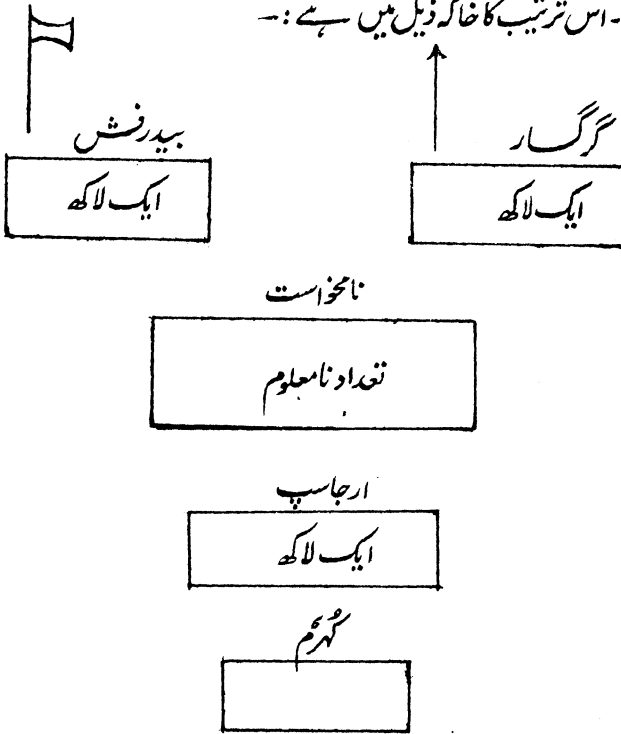 ۔ اس ترتیب کا خاکہ ذیل میں ہے :۔
گرگسار
بیدرفش
ایک لاکھ
ایک لاکھ
نامخواست
تعداد نامعلوم
ارجاسپ
ایک لاکھ
کُہرُم